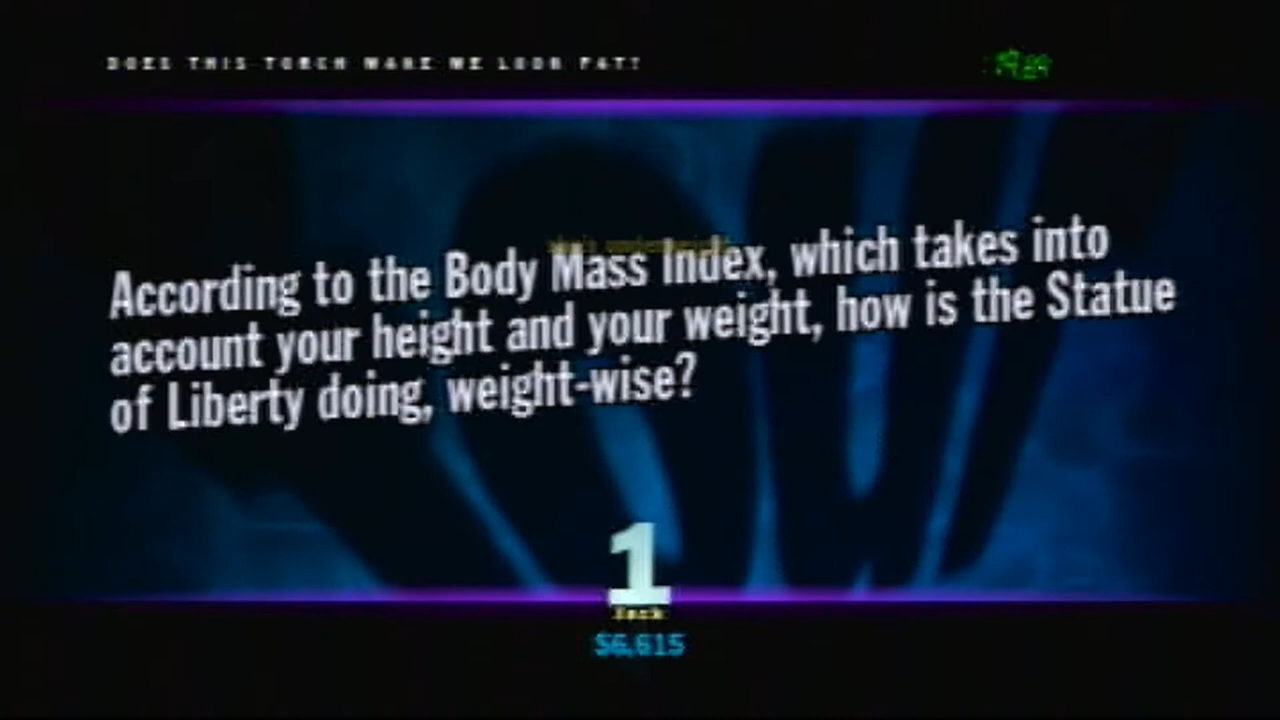 DOES THIS TORCH MAKE ME LOOK FAT?
According to the Body Mass Index, which takes into
account your height and your weight, how is the Statue
of Liberty doing, weight-wise?
1
Zack
$6,615